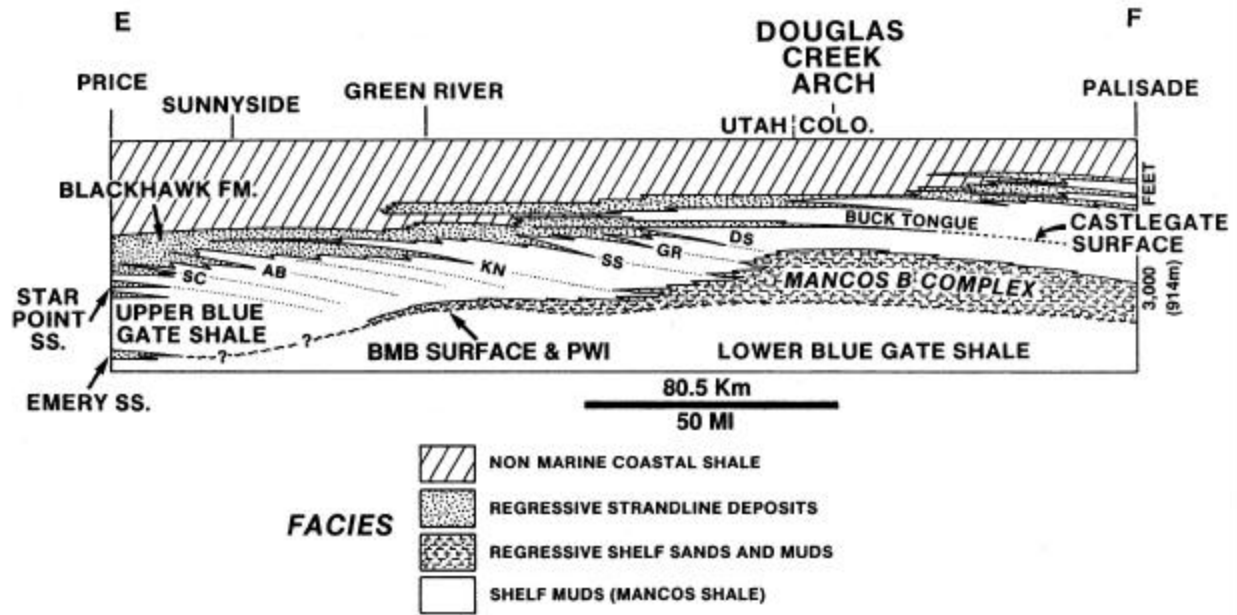 E
F
DOUGLAS
CREEK
ARCH
PRICE
SUNNYSIDE
GREEN RIVER
PALISADE
UTAH COLO.
BLACKHAWK FM.
FEET
3,000
(914m)
BUCK TONGUE
CASTLEGATE
SURFACE
SC
AB
KN
SS
GR
DS
MANCOS B COMPLEX
STAR
POINT
SS.
UPPER BLUE
GATE SHALE
?
?
BMB SURFACE & PWI
LOWER BLUE GATE SHALE
EMERY SS.
80.5 Km
50 MI
FACIES
NON MARINE COASTAL SHALE
REGRESSIVE STRANDLINE DEPOSITS
REGRESSIVE SHELF SANDS AND MUDS
SHELF MUDS (MANCOS SHALE)